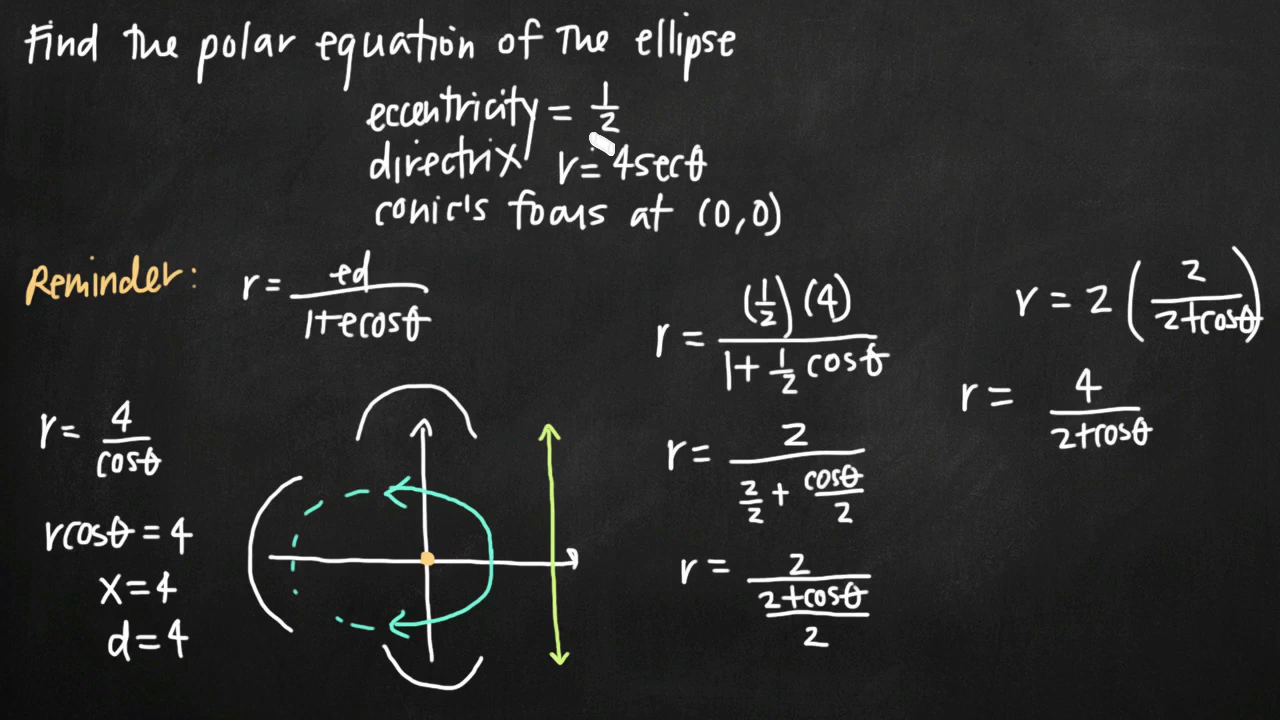 Find the polar equation of the ellipse
eccentricity = 1/2
directrix r = 4secθ
conic's focus at (0,0)
Reminder: r = ed/(1+ecosθ)
r = 4/cosθ
rcosθ = 4
x = 4
d = 4
r = (1/2)(4)/(1 + 1/2 cosθ)
r = 2/(2/2 + cosθ/2)
r = 2/((2+cosθ)/2)
r = 2(2/(2+cosθ))
r = 4/(2+cosθ)